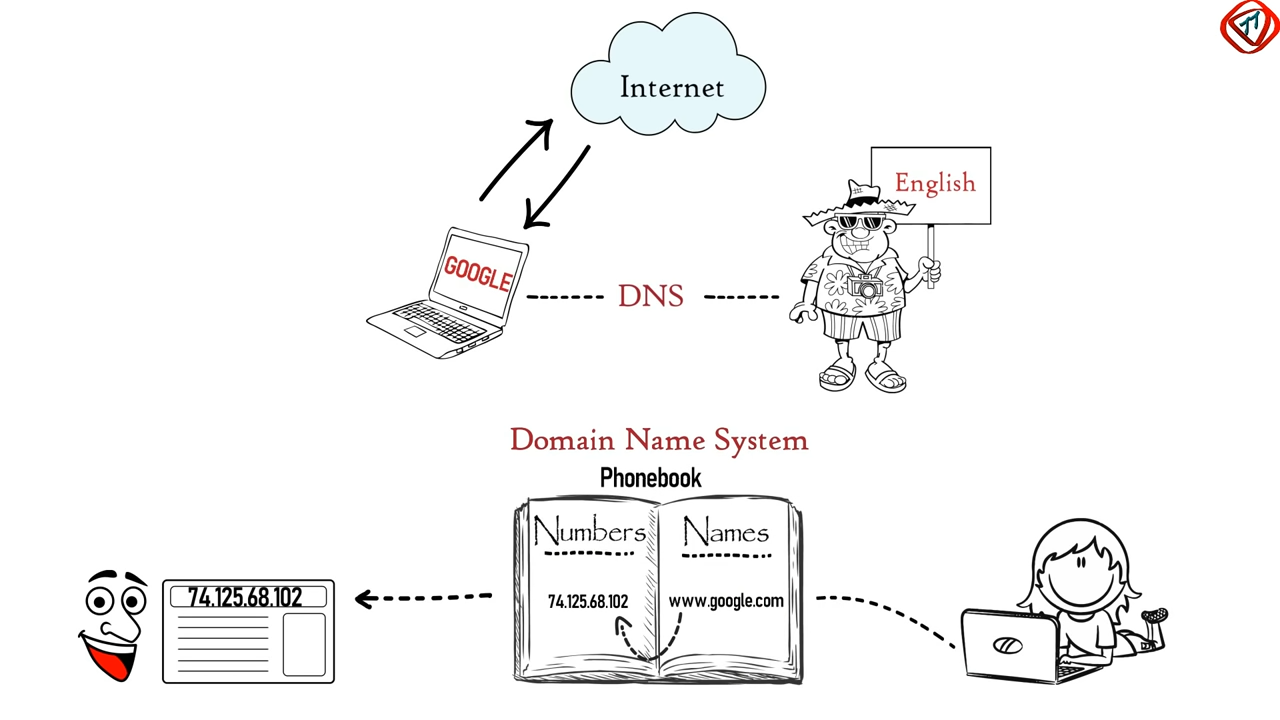 Internet
English
GOOGLE
DNS
Domain Name System
Phonebook
Numbers Names
74.125.68.102 www.google.com
74.125.68.102